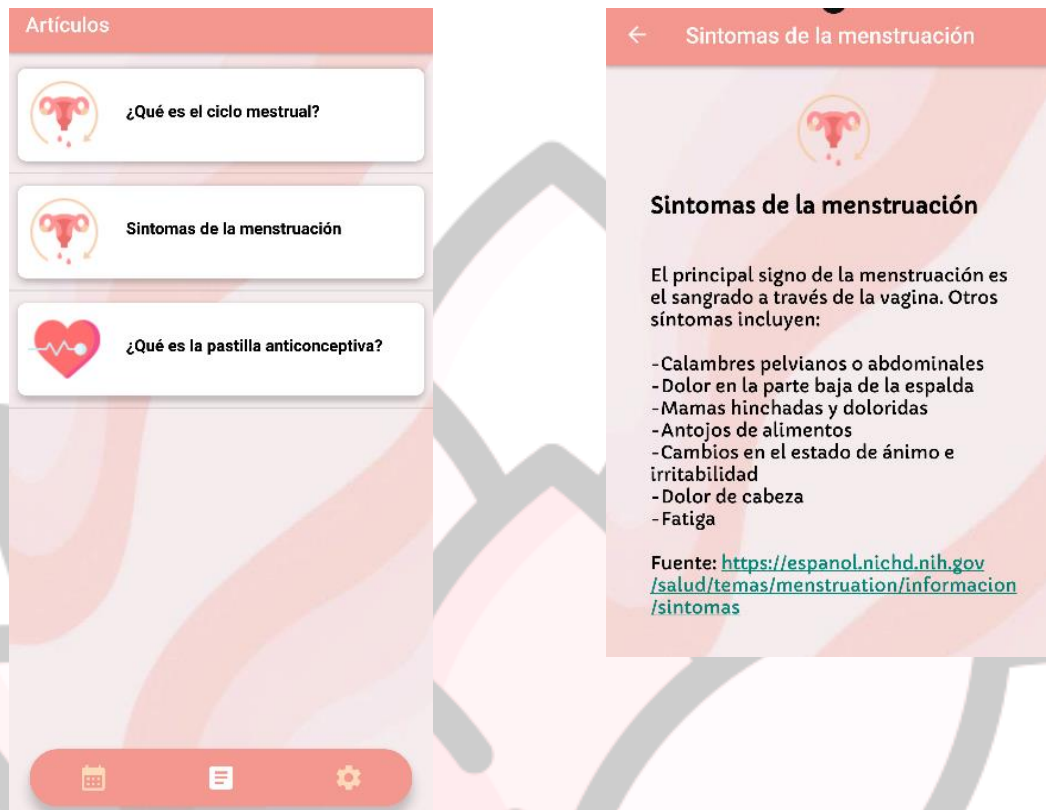 Artículos
¿Qué es el ciclo mestrual?
Sintomas de la menstruación
¿Qué es la pastilla anticonceptiva?
Sintomas de la menstruación
Sintomas de la menstruación
El principal signo de la menstruación es
el sangrado a través de la vagina. Otros
síntomas incluyen:
-Calambres pelvianos o abdominales
-Dolor en la parte baja de la espalda
-Mamas hinchadas y doloridas
-Antojos de alimentos
-Cambios en el estado de ánimo e
irritabilidad
-Dolor de cabeza
-Fatiga
Fuente: https://espanol.nichd.nih.gov
/salud/temas/menstruation/informacion
/sintomas